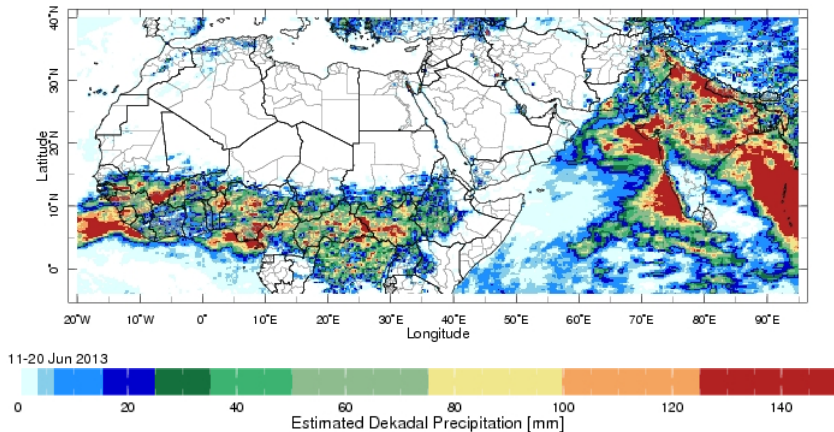 40°N
30°N
20°N
10°N
0°
Latitude
20°W 10°W 0° 10°E 20°E 30°E 40°E 50°E 60°E 70°E 80°E 90°E
Longitude
11-20 Jun 2013
0 20 40 60 80 100 120 140
Estimated Dekadal Precipitation [mm]